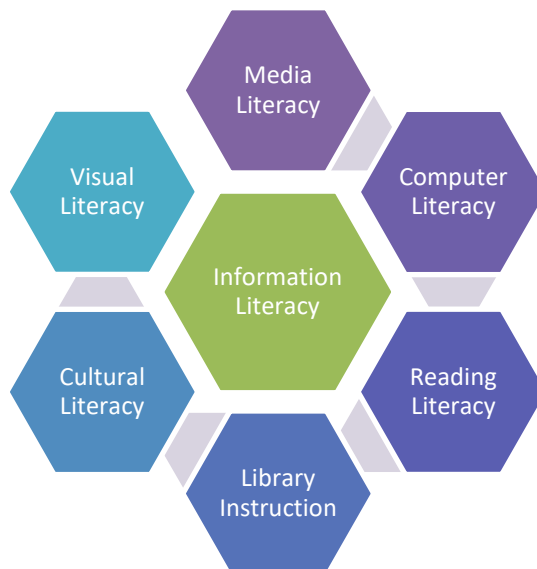 Media
Literacy
Visual
Literacy
Computer
Literacy
Information
Literacy
Cultural
Literacy
Reading
Literacy
Library
Instruction